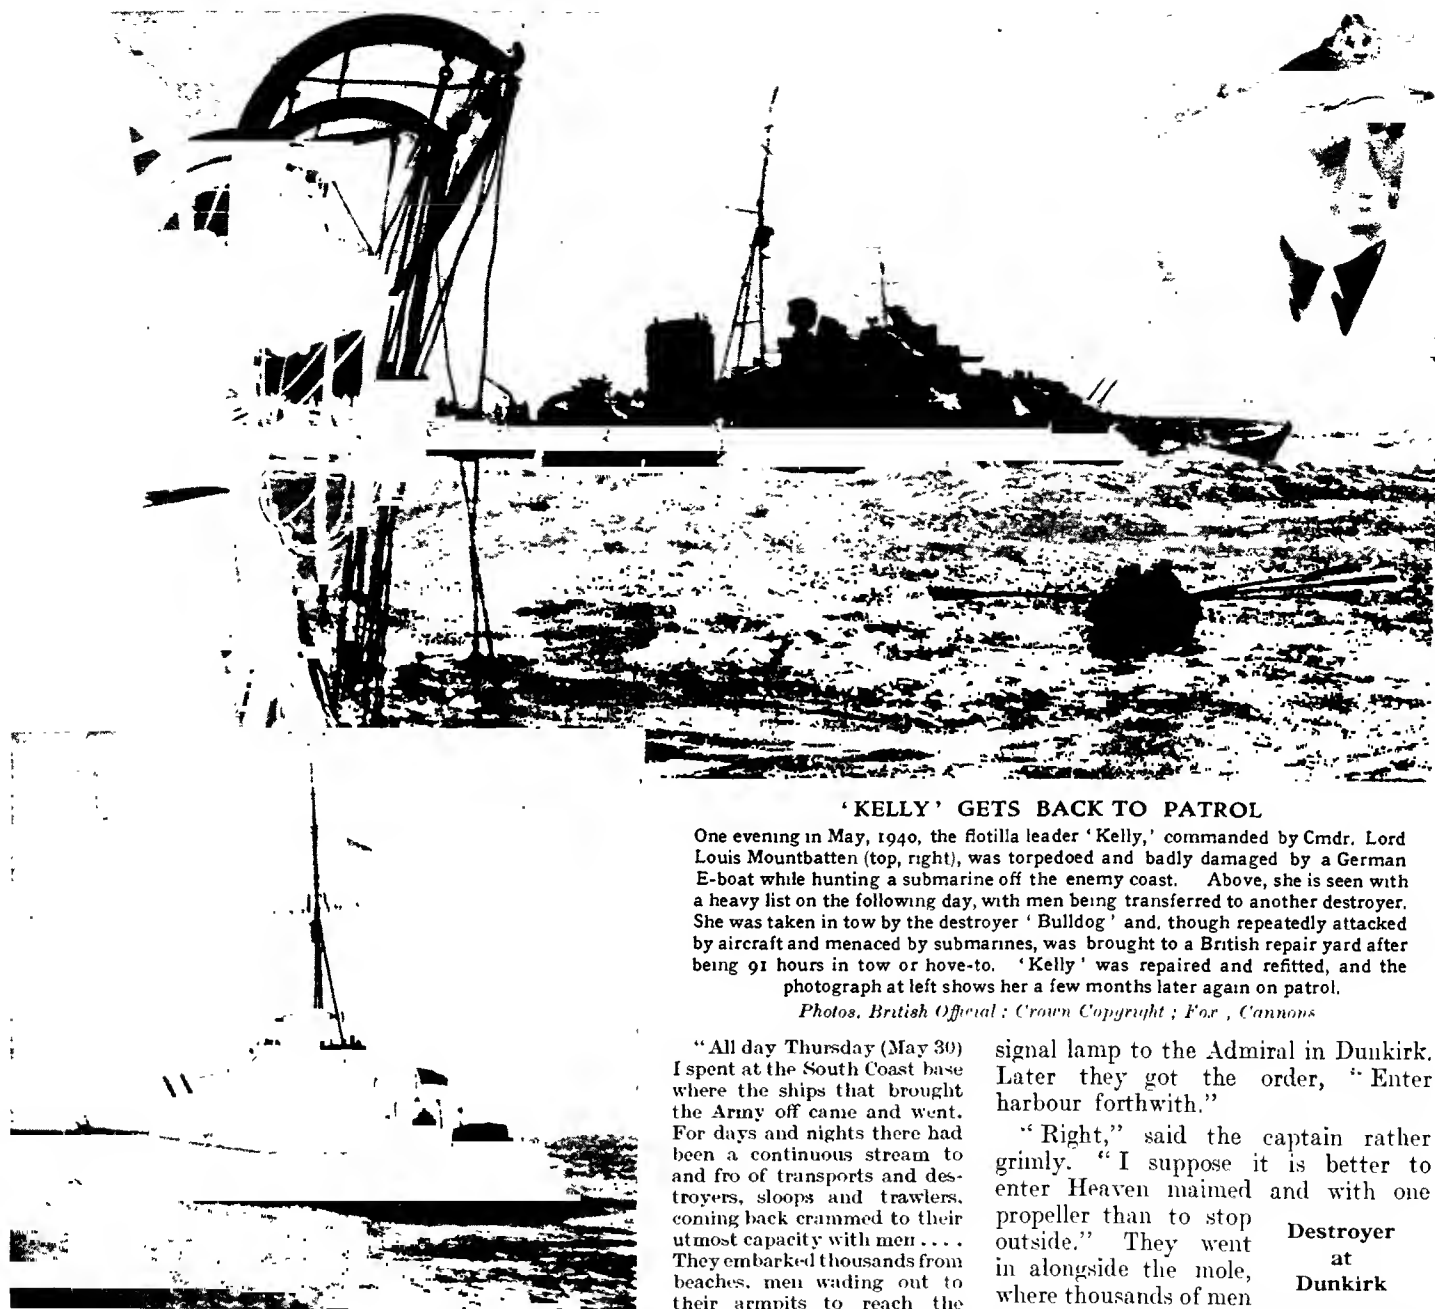 ‘KELLY’ GETS BACK TO PATROL
One evening in May, 1940, the flotilla leader ‘Kelly,’ commanded by Cmdr. Lord
Louis Mountbatten (top, right), was torpedoed and badly damaged by a German
E-boat while hunting a submarine off the enemy coast. Above, she is seen with
a heavy list on the following day, with men being transferred to another destroyer.
She was taken in tow by the destroyer ‘Bulldog’ and, though repeatedly attacked
by aircraft and menaced by submarines, was brought to a British repair yard after
being 91 hours in tow or hove-to. ‘Kelly’ was repaired and refitted, and the
photograph at left shows her a few months later again on patrol.
Photos, British Official : Crown Copyright ; Fox , Cannons
“All day Thursday (May 30)
I spent at the South Coast base
where the ships that brought
the Army off came and went.
For days and nights there had
been a continuous stream to
and fro of transports and des-
troyers, sloops and trawlers,
coming back crammed to their
utmost capacity with men . . . .
They embarked thousands from
beaches, men wading out to
their armpits to reach the
signal lamp to the Admiral in Dunkirk.
Later they got the order, “ Enter
harbour forthwith.”
“ Right,” said the captain rather
grimly. “ I suppose it is better to
enter Heaven maimed and with one
propeller than to stop
outside.” They went
in alongside the mole,
where thousands of men
Destroyer
at
Dunkirk